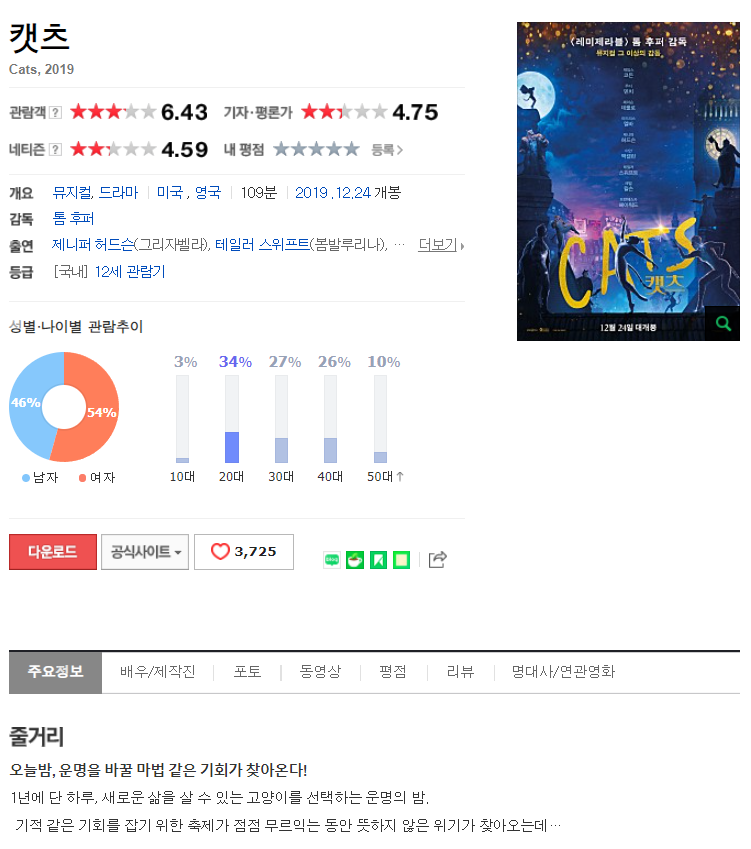 캣츠
Cats, 2019
관람객 ? 6.43 기자·평론가 4.75
네티즌 ? 4.59 내 평점 등록
개요 뮤지컬, 드라마 미국 , 영국 109분 2019 .12.24 개봉
감독 톰 후퍼
출연 제니퍼 허드슨(그리자벨라), 테일러 스위프트(봄발루리나), ··· 더보기
등급 [국내] 12세 관람가
성별·나이별 관람추이
46%
54%
남자 여자
3% 34% 27% 26% 10%
10대 20대 30대 40대 50대↑
다운로드 공식사이트 3,725
<레미제라블> 톰 후퍼 감독
뮤지컬 그 이상의 감동
CATS
캣츠
12월 24일 대개봉
주요정보 배우/제작진 포토 동영상 평점 리뷰 명대사/연관영화
줄거리
오늘밤, 운명을 바꿀 마법 같은 기회가 찾아온다!
1년에 단 하루, 새로운 삶을 살 수 있는 고양이를 선택하는 운명의 밤.
기적 같은 기회를 잡기 위한 축제가 점점 무르익는 동안 뜻하지 않은 위기가 찾아오는데…